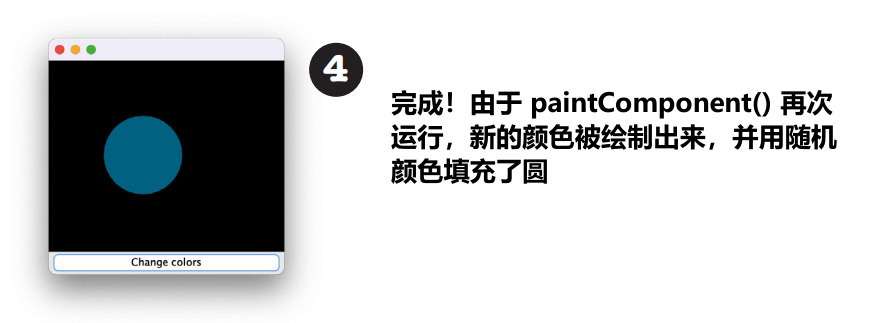 4
完成！由于 paintComponent() 再次
运行，新的颜色被绘制出来，并用随机
颜色填充了圆
Change colors